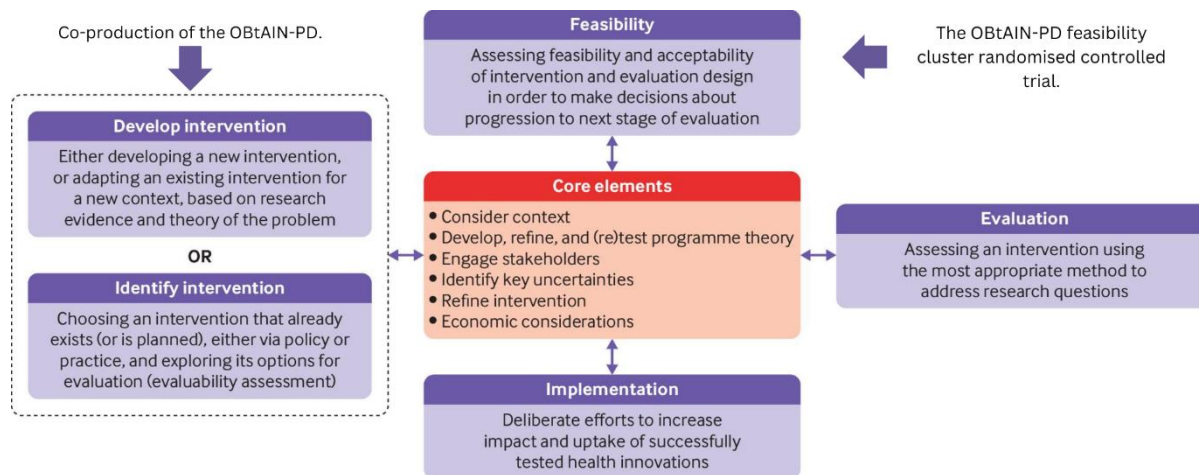 Co-production of the OBtAIN-PD.
Develop intervention
Either developing a new intervention,
or adapting an existing intervention for
a new context, based on research
evidence and theory of the problem
OR
Identify intervention
Choosing an intervention that already
exists (or is planned), either via policy or
practice, and exploring its options for
evaluation (evaluability assessment)
Feasibility
Assessing feasibility and acceptability
of intervention and evaluation design
in order to make decisions about
progression to next stage of evaluation
The OBtAIN-PD feasibility
cluster randomised controlled
trial.
Core elements
• Consider context
• Develop, refine, and (re)test programme theory
• Engage stakeholders
• Identify key uncertainties
• Refine intervention
• Economic considerations
Evaluation
Assessing an intervention using
the most appropriate method to
address research questions
Implementation
Deliberate efforts to increase
impact and uptake of successfully
tested health innovations